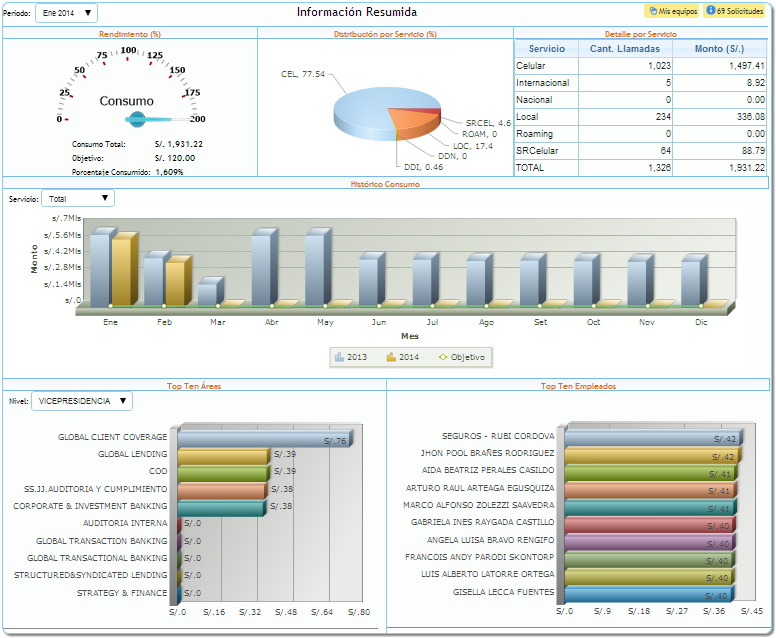 Periodo: Ene 2014
Información Resumida
Mis equipos
69 Solicitudes
Rendimiento (%)
0
25
50
75
100
125
150
175
200
Consumo
Consumo Total: S/. 1,931.22
Objetivo: S/. 120.00
Porcentaje Consumido: 1,609%
Distribución por Servicio (%)
CEL, 77.54
SRCEL, 4.6
ROAM, 0
LOC, 17.4
DDN, 0
DDI, 0.46
Detalle por Servicio
Servicio Cant. Llamadas Monto (S/.)
Celular 1,023 1,497.41
Internacional 5 8.92
Nacional 0 0.00
Local 234 336.08
Roaming 0 0.00
SRCelular 64 88.79
TOTAL 1,326 1,931.22
Histórico Consumo
Servicio: Total
Monto
s/.7Mls
s/.5.6Mls
s/.4.2Mls
s/.2.8Mls
s/.1.4Mls
s/.0
Ene Feb Mar Abr May Jun Jul Ago Set Oct Nov Dic
Mes
2013 2014 Objetivo
Top Ten Áreas
Nivel: VICEPRESIDENCIA
GLOBAL CLIENT COVERAGE S/.76
GLOBAL LENDING S/.39
COO S/.39
SS.JJ.AUDITORIA Y CUMPLIMIENTO S/.38
CORPORATE & INVESTMENT BANKING S/.38
AUDITORIA INTERNA S/.0
GLOBAL TRANSACTION BANKING S/.0
GLOBAL TRANSACTIONAL BANKING S/.0
STRUCTURED&SYNDICATED LENDING S/.0
STRATEGY & FINANCE S/.0
S/.0 S/.16 S/.32 S/.48 S/.64 S/.80
Top Ten Empleados
SEGUROS - RUBI CORDOVA S/.42
JHON POOL BRAÑES RODRIGUEZ S/.42
AIDA BEATRIZ PERALES CASILDO S/.41
ARTURO RAUL ARTEAGA EGUSQUIZA S/.41
MARCO ALFONSO ZOLEZZI SAAVEDRA S/.41
GABRIELA INES RAYGADA CASTILLO S/.40
ANGELA LUISA BRAVO RENGIFO S/.40
FRANCOIS ANDY PARODI SKONTORP S/.40
LUIS ALBERTO LATORRE ORTEGA S/.40
GISELLA LECCA FUENTES S/.40
S/.0 S/.9 S/.18 S/.27 S/.36 S/.45